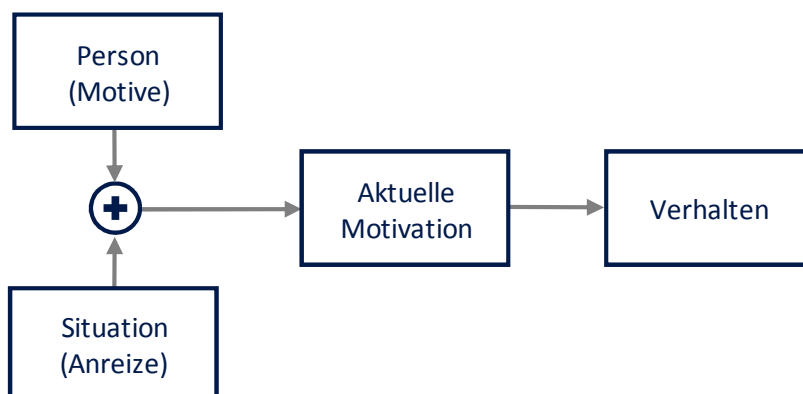 Person
(Motive)
Aktuelle
Motivation
Verhalten
Situation
(Anreize)